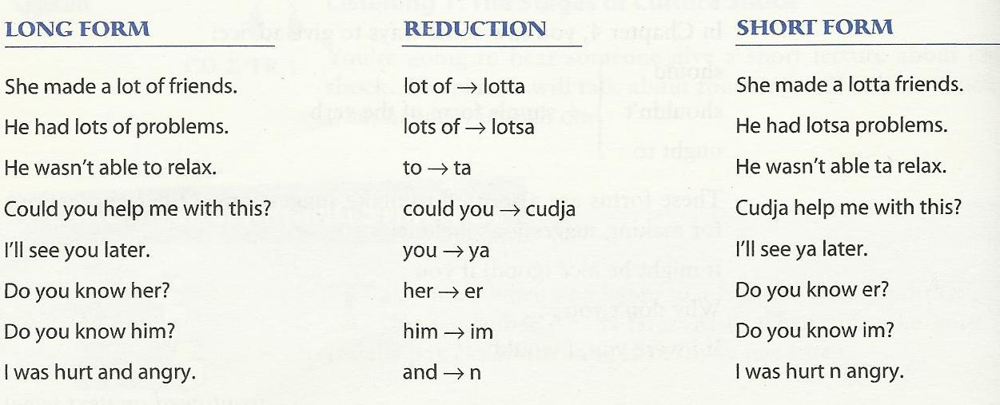 LONG FORM REDUCTION SHORT FORM
She made a lot of friends. lot of → lotta She made a lotta friends.
He had lots of problems. lots of → lotsa He had lotsa problems.
He wasn't able to relax. to → ta He wasn't able ta relax.
Could you help me with this? could you → cudja Cudja help me with this?
I'll see you later. you → ya I'll see ya later.
Do you know her? her → er Do you know er?
Do you know him? him → im Do you know im?
I was hurt and angry. and → n I was hurt n angry.